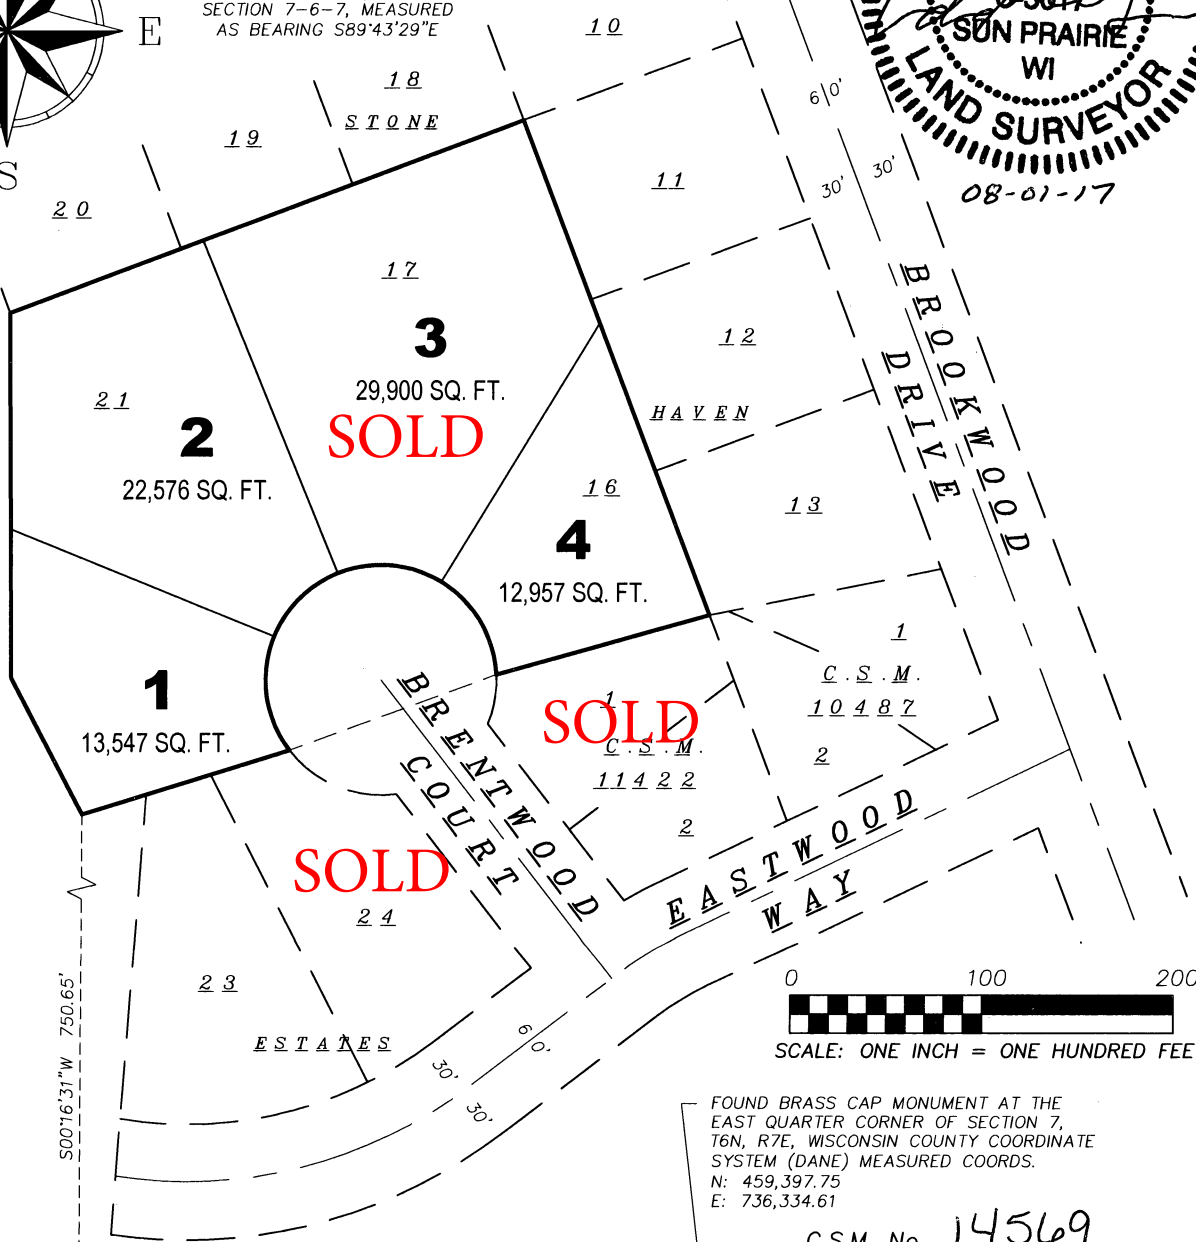 SECTION 7-6-7, MEASURED
AS BEARING S89°43'29"E
E
S
SUN PRAIRIE
WI
LAND SURVEYOR
08-01-17
10
18
STONE
19
20
11
60'
30'
30'
17
3
29,900 SQ. FT.
SOLD
21
2
22,576 SQ. FT.
12
HAVEN
BROOKWOOD
DRIVE
16
4
12,957 SQ. FT.
13
1
13,547 SQ. FT.
1
C.S.M.
10487
2
1
SOLD
C.S.M.
11422
2
BRENTWOOD
COURT
EASTWOOD
WAY
SOLD
24
23
ESTATES
S00°16'31"W 750.65'
60'
30'
30'
0 100 200
SCALE: ONE INCH = ONE HUNDRED FEE
FOUND BRASS CAP MONUMENT AT THE
EAST QUARTER CORNER OF SECTION 7,
T6N, R7E, WISCONSIN COUNTY COORDINATE
SYSTEM (DANE) MEASURED COORDS.
N: 459,397.75
E: 736,334.61
C.S.M. No. 14569